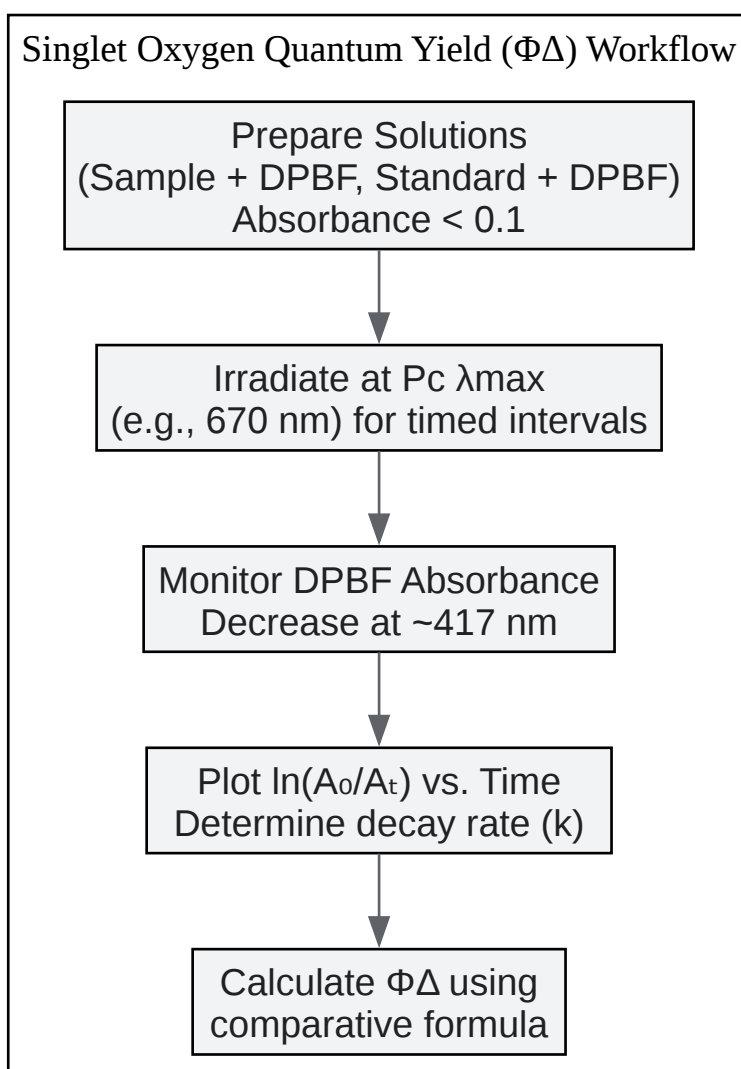 Singlet Oxygen Quantum Yield (ΦΔ) Workflow
Prepare Solutions
(Sample + DPBF, Standard + DPBF)
Absorbance < 0.1
Irradiate at Pc λmax
(e.g., 670 nm) for timed intervals
Monitor DPBF Absorbance
Decrease at ~417 nm
Plot ln(A₀/Aₜ) vs. Time
Determine decay rate (k)
Calculate ΦΔ using
comparative formula